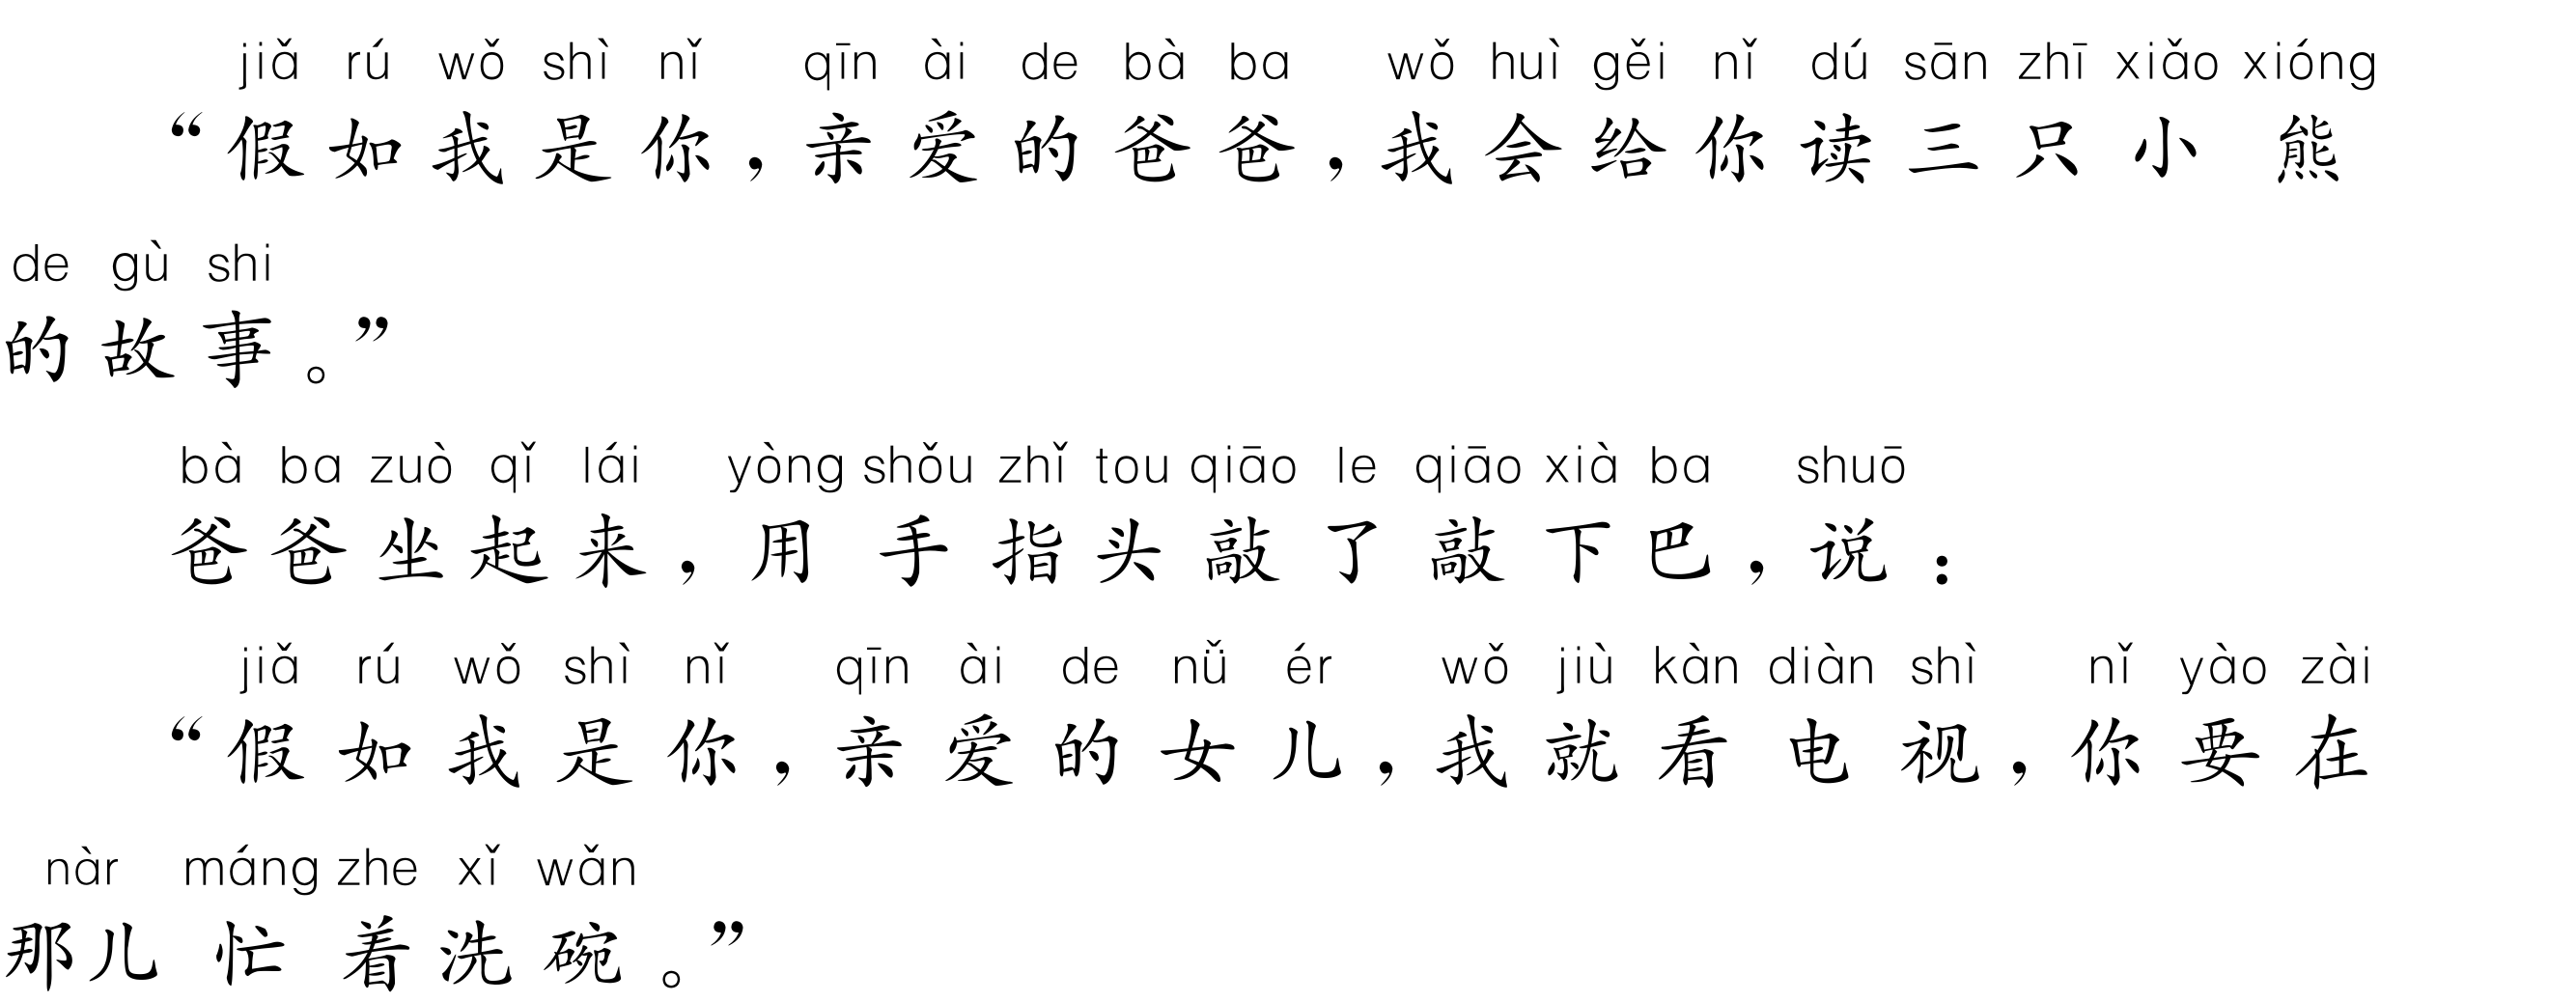 jiǎ rú wǒ shì nǐ qīn ài de bà ba wǒ huì gěi nǐ dú sān zhī xiǎo xióng
“假如我是你，亲爱的爸爸，我会给你读三只小熊
de gù shi
的故事。”
bà ba zuò qǐ lái yòng shǒu zhǐ tou qiāo le qiāo xià ba shuō
爸爸坐起来，用手指头敲了敲下巴，说：
jiǎ rú wǒ shì nǐ qīn ài de nǚ ér wǒ jiù kàn diàn shì nǐ yào zài
“假如我是你，亲爱的女儿，我就看电视，你要在
nàr máng zhe xǐ wǎn
那儿忙着洗碗。”